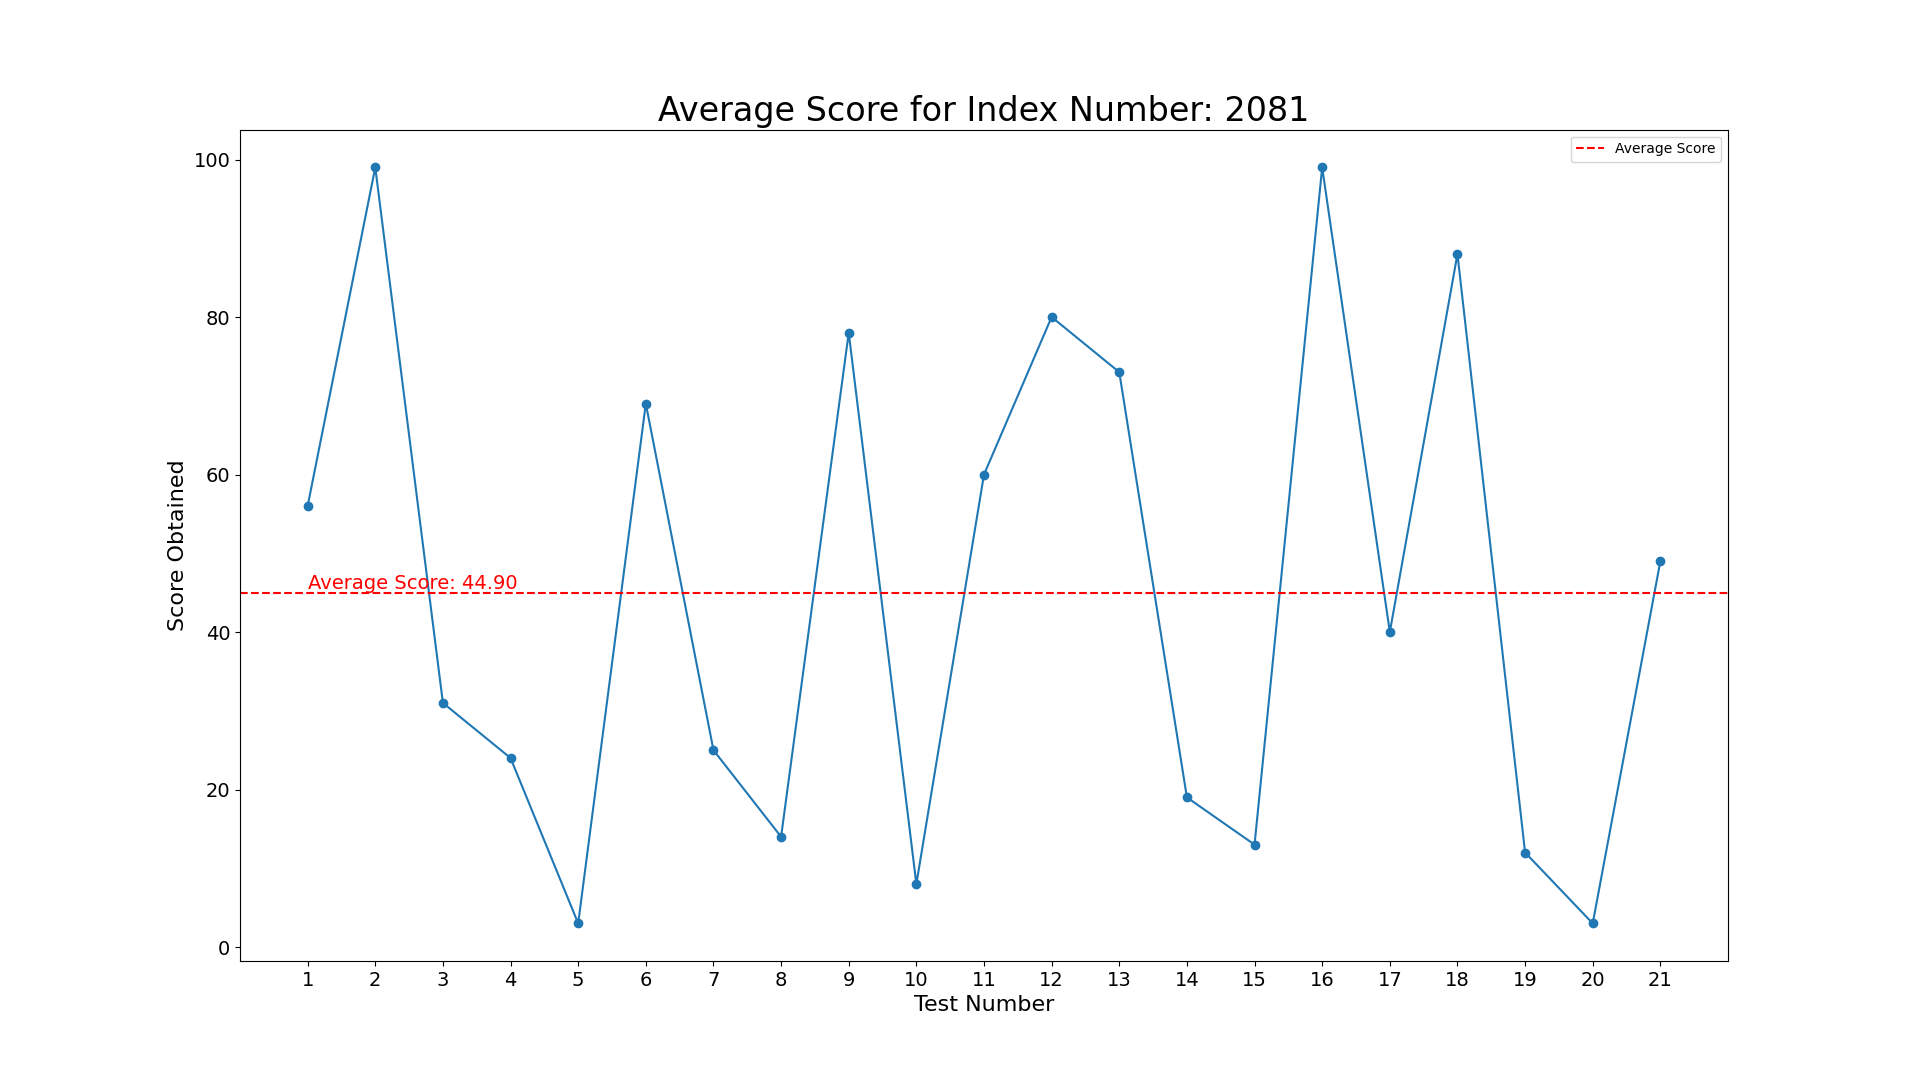 Average Score for Index Number: 2081
Average Score
100
80
60
40
20
0
Score Obtained
Average Score: 44.90
1 2 3 4 5 6 7 8 9 10 11 12 13 14 15 16 17 18 19 20 21
Test Number